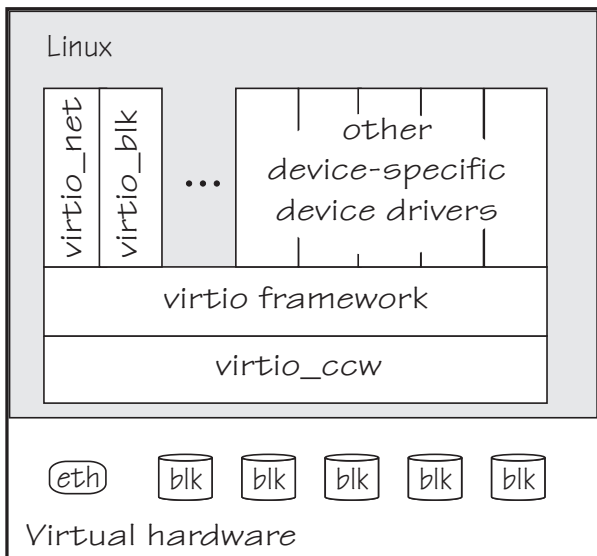 Linux
virtio_net
virtio_blk
...
other
device-specific
device drivers
virtio framework
virtio_ccw
eth blk blk blk blk blk
Virtual hardware